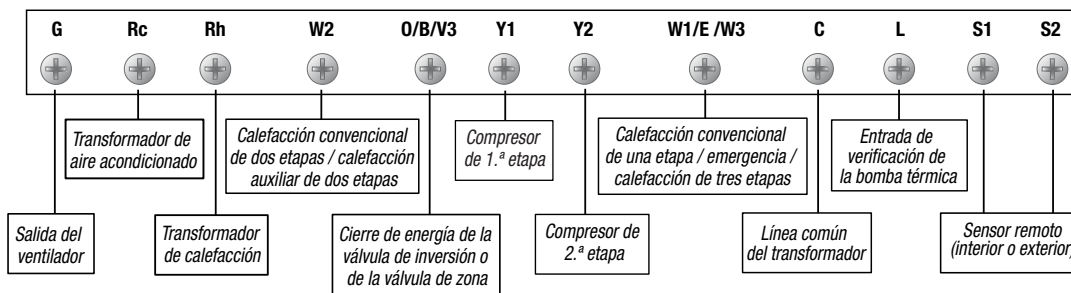 G Rc Rh W2 O/B/V3 Y1 Y2 W1/E /W3 C L S1 S2
Transformador de
aire acondicionado
Calefacción convencional
de dos etapas / calefacción
auxiliar de dos etapas
Compresor
de 1.ª etapa
Calefacción convencional
de una etapa / emergencia /
calefacción de tres etapas
Entrada de
verificación de
la bomba térmica
Salida del
ventilador
Transformador
de calefacción
Cierre de energía de la
válvula de inversión o
de la válvula de zona
Compresor de
2.ª etapa
Línea común
del transformador
Sensor remoto
(interior o exterior)